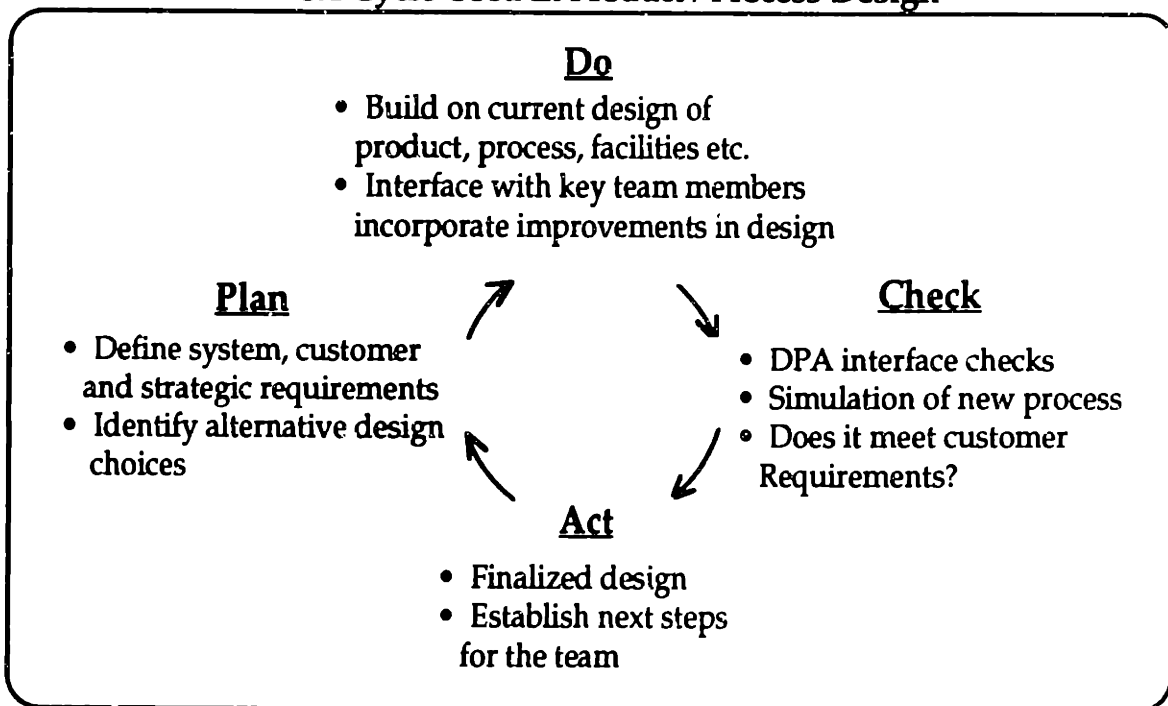 Do
• Build on current design of
product, process, facilities etc.
• Interface with key team members
incorporate improvements in design
Plan
• Define system, customer
and strategic requirements
• Identify alternative design
choices
Check
• DPA interface checks
• Simulation of new process
• Does it meet customer
Requirements?
Act
• Finalized design
• Establish next steps
for the team